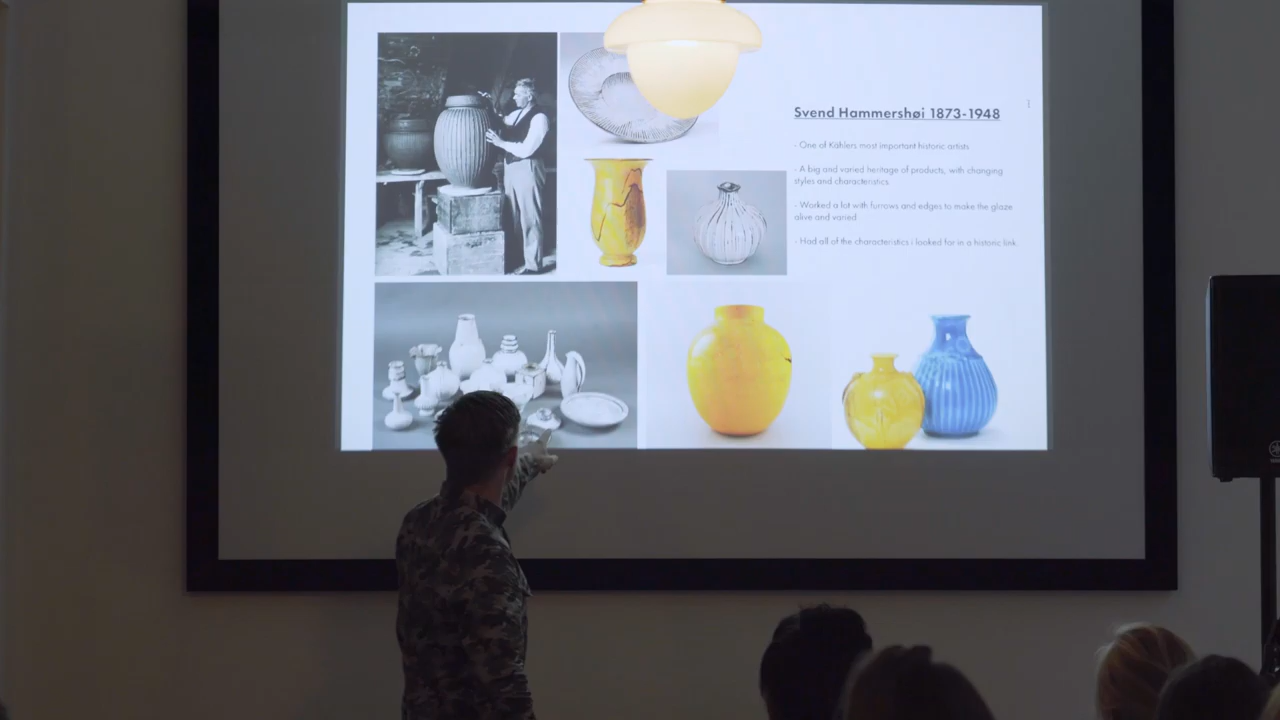 Svend Hammershøi 1873-1948
- One of Kählers most important historic artists
- A big and varied heritage of products, with changing
styles and characteristics
- Worked a lot with furrows and edges to make the glaze
alive and varied
- Had all of the characteristics i looked for in a historic link.